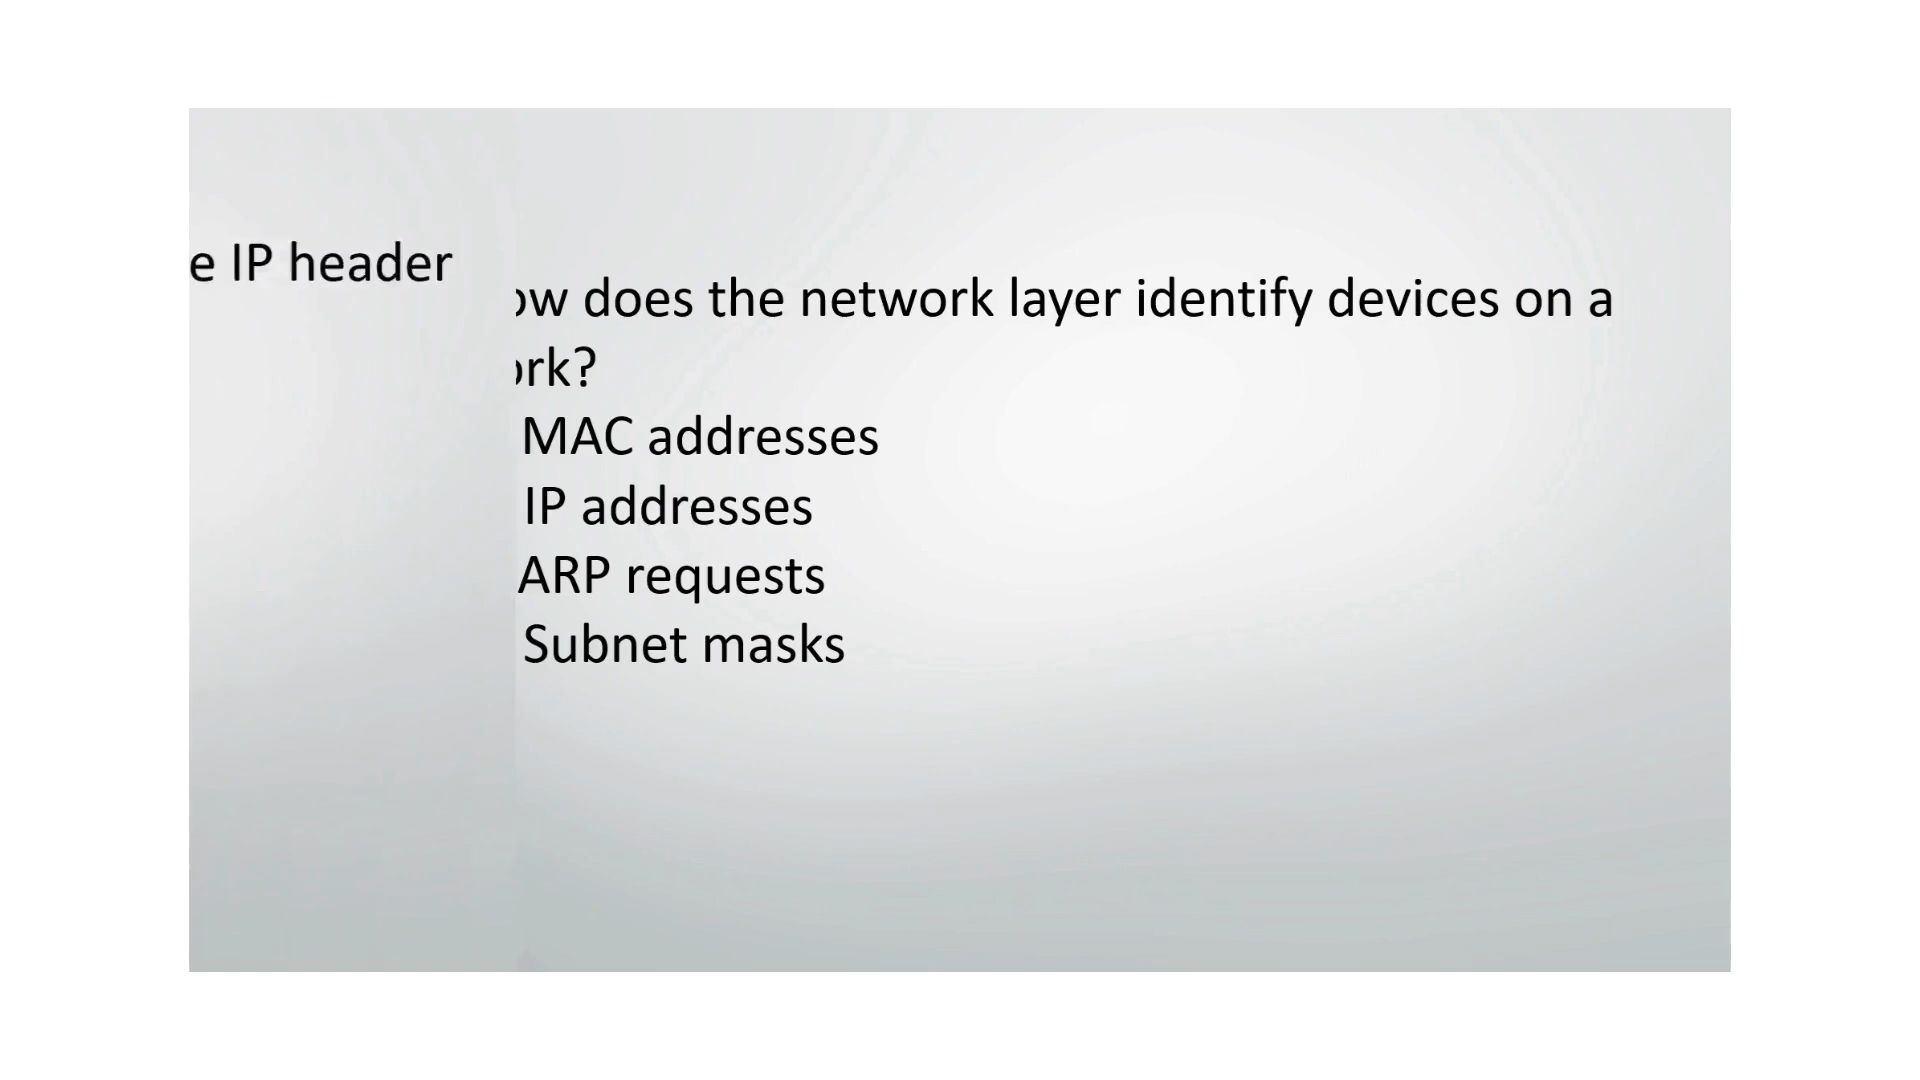 e IP header
ow does the network layer identify devices on a
ork?
MAC addresses
IP addresses
ARP requests
Subnet masks